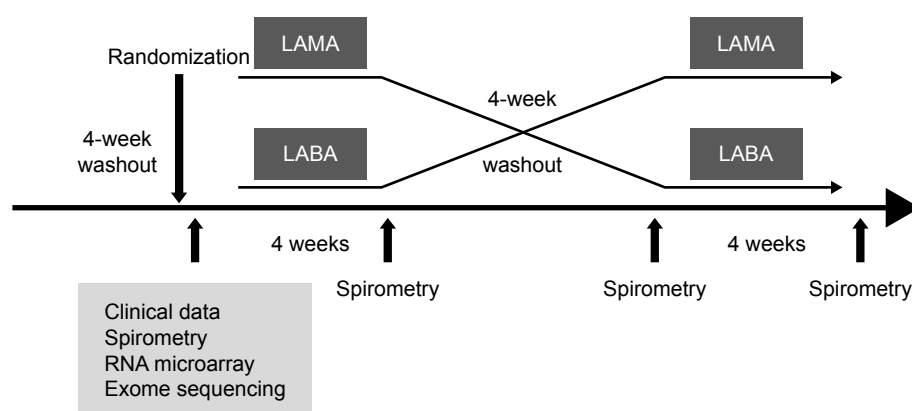 LAMA
LAMA
Randomization
4-week
4-week
washout
LABA
washout
LABA
4 weeks
4 weeks
Spirometry
Spirometry
Spirometry
Clinical data
Spirometry
RNA microarray
Exome sequencing